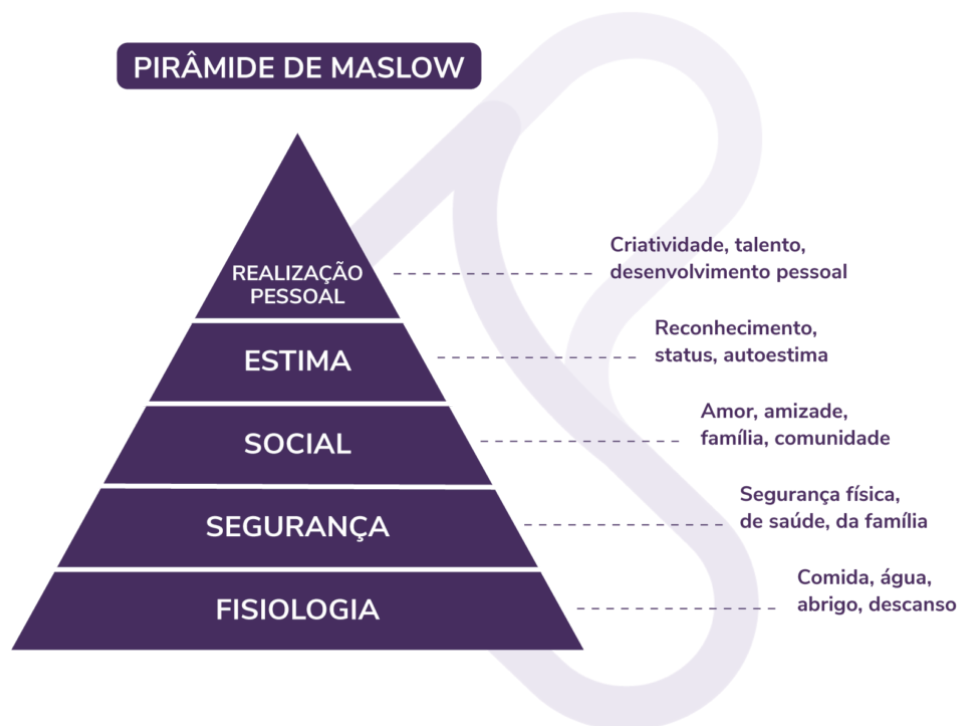 PIRÂMIDE DE MASLOW
REALIZAÇÃO
PESSOAL
Criatividade, talento,
desenvolvimento pessoal
ESTIMA
Reconhecimento,
status, autoestima
SOCIAL
Amor, amizade,
família, comunidade
SEGURANÇA
Segurança física,
de saúde, da família
FISIOLOGIA
Comida, água,
abrigo, descanso